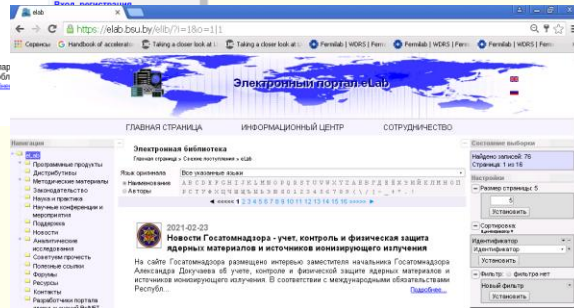 Вход регистрация
elab
https://elab.bsu.by/elib/?i=1&o=1|1
Сервисы G Handbook of accelerato Taking a closer look at L Taking a closer look at Li Fermilab | WDRS | Ferm Fermilab | WDRS | Ferm Fermilab | WDRS | Ferm
Электронный портал eLab
ГЛАВНАЯ СТРАНИЦА ИНФОРМАЦИОННЫЙ ЦЕНТР СОТРУДНИЧЕСТВО
Навигация
eLab
Программные продукты
Дистрибутивы
Методические материалы
Законодательство
Наука и практика
Научные конференции и
мероприятия
Поддержка
Новости
Аналитические
исследования
Советуем прочесть
Полезные ссылки
Форумы
Ресурсы
Контакты
Разработчики портала
Электронная библиотека
Главная страница > Свежие поступления > eLab
Язык оригинала Все указанные языки
Наименования
Авторы
1 2 3 4 5 6 7 8 9 10 11 12 13 14 15 16
2021-02-23
Новости Госатомнадзора - учет, контроль и физическая защита
ядерных материалов и источников ионизирующего излучения
На сайте Госатомнадзора размещено интервью заместителя начальника Госатомнадзора
Александра Докучаева об учете, контроле и физической защите ядерных материалов и
источников ионизирующего излучения. В соответствии с международными обязательствами
Республ... Подробнее...
Состояние выборки
Найдено записей: 76
Страница: 1 из 16
Настройки
Размер страницы: 5
5
Установить
Сортировка:
Идентификатор
Идентификатор
Установить
Фильтр: фильтра нет
Новый фильтр
Установить